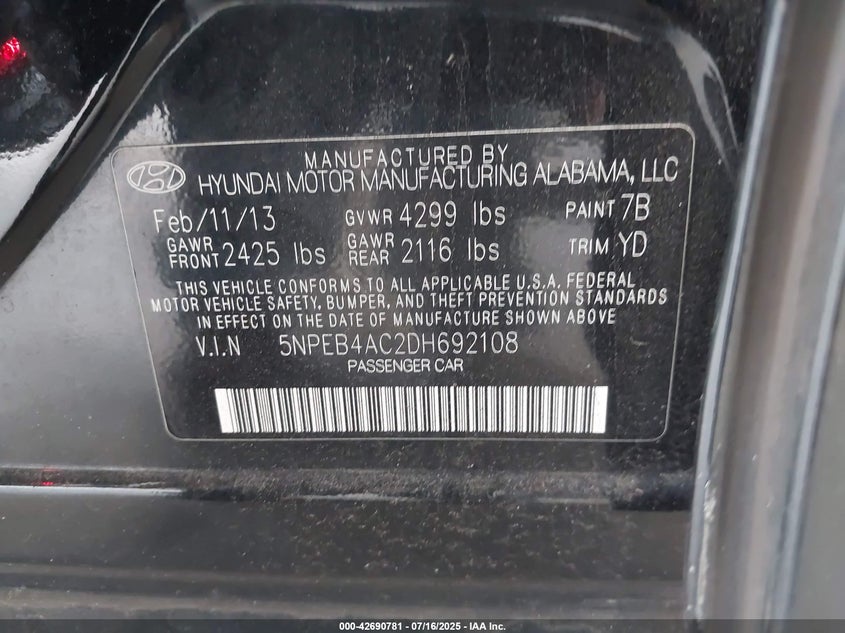 MANUFACTURED BY
HYUNDAI MOTOR MANUFACTURING ALABAMA, LLC
Feb/11/13 GVWR 4299 lbs PAINT 7B
GAWR FRONT 2425 lbs GAWR REAR 2116 lbs TRIM YD
THIS VEHICLE CONFORMS TO ALL APPLICABLE U.S.A. FEDERAL
MOTOR VEHICLE SAFETY, BUMPER, AND THEFT PREVENTION STANDARDS
IN EFFECT ON THE DATE OF MANUFACTURE SHOWN ABOVE
V.I.N 5NPEB4AC2DH692108
PASSENGER CAR
000-42690781 - 07/16/2025 - IAA Inc.